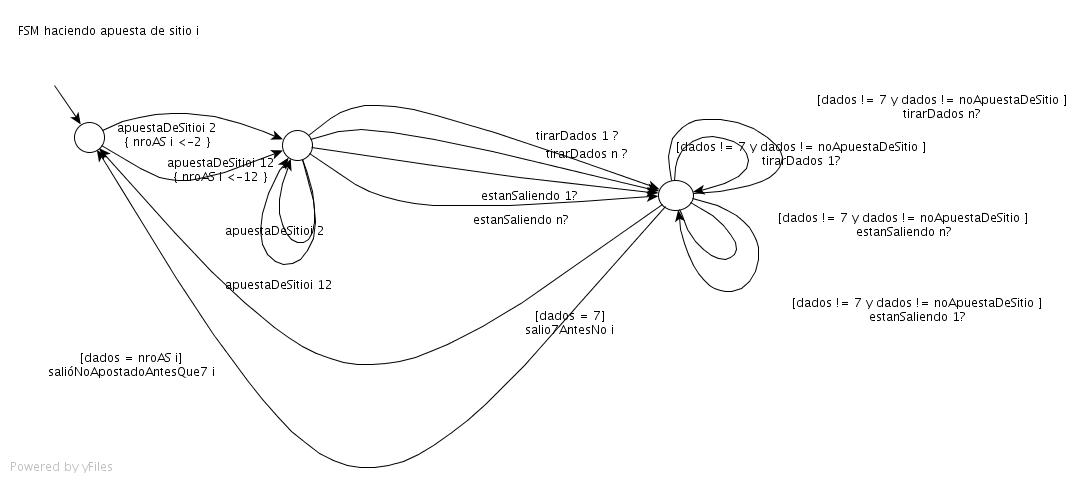 FSM haciendo apuesta de sitio i
[dados != 7 y dados != noApuestaDeSitio ]
tirarDados n?
apuestaDeSitioi 2
{ nroAS i <-2 }
tirarDados 1 ?
tirarDados n ?
[dados != 7 y dados != noApuestaDeSitio ]
tirarDados 1?
apuestaDeSitioi 12
{ nroAS i <-12 }
estanSaliendo 1?
estanSaliendo n?
[dados != 7 y dados != noApuestaDeSitio ]
estanSaliendo n?
apuestaDeSitioi 2
apuestaDeSitioi 12
[dados != 7 y dados != noApuestaDeSitio ]
estanSaliendo 1?
[dados = 7]
salio7AntesNo i
[dados = nroAS i]
salióNoApostadoAntesQue7 i
Powered by yFiles